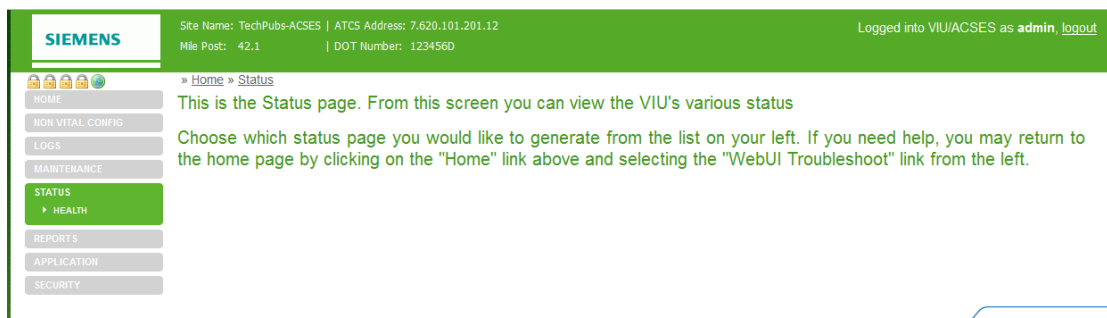 SIEMENS
Site Name: TechPubs-ACSES | ATCS Address: 7.620.101.201.12
Mile Post: 42.1 | DOT Number: 123456D
Logged into VIU/ACSES as admin, logout
» Home » Status
HOME
NON VITAL CONFIG
LOGS
MAINTENANCE
STATUS
HEALTH
REPORTS
APPLICATION
SECURITY
This is the Status page. From this screen you can view the VIU's various status
Choose which status page you would like to generate from the list on your left. If you need help, you may return to
the home page by clicking on the "Home" link above and selecting the "WebUI Troubleshoot" link from the left.